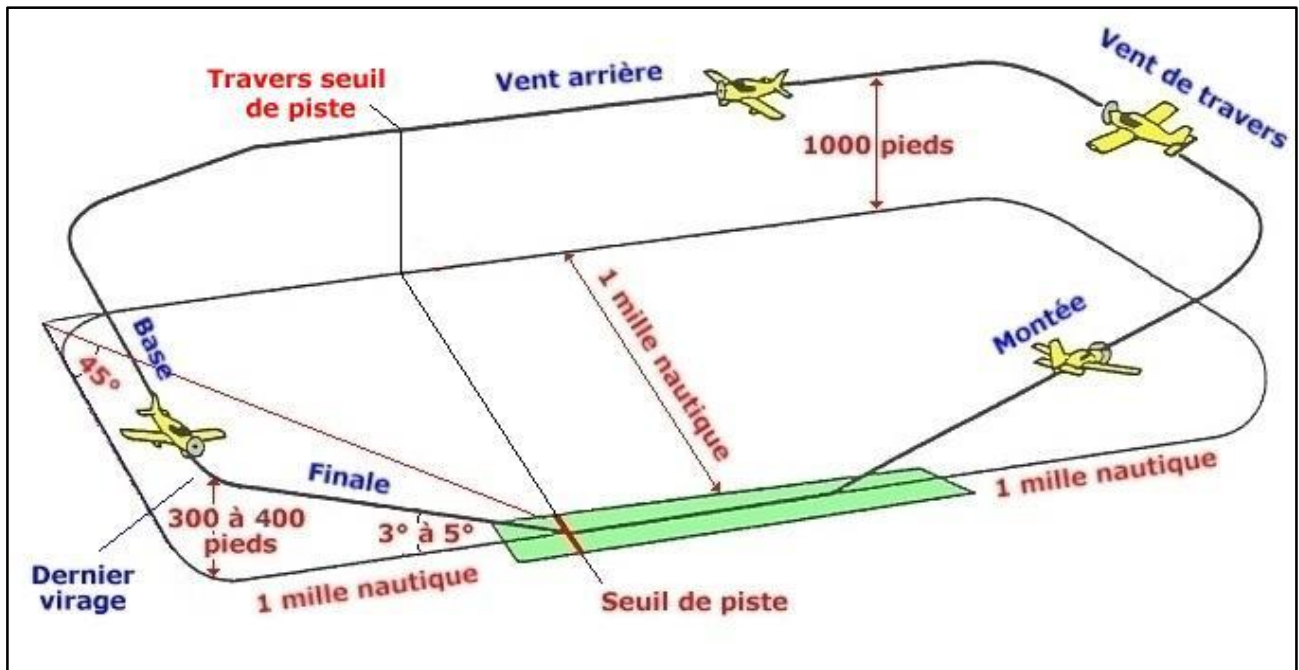 Travers seuil
de piste
Vent arrière
Vent de travers
1000 pieds
1 mille nautique
Montée
Base
45°
Finale
300 à 400
pieds
3° à 5°
1 mille nautique
Dernier
virage
1 mille nautique
Seuil de piste